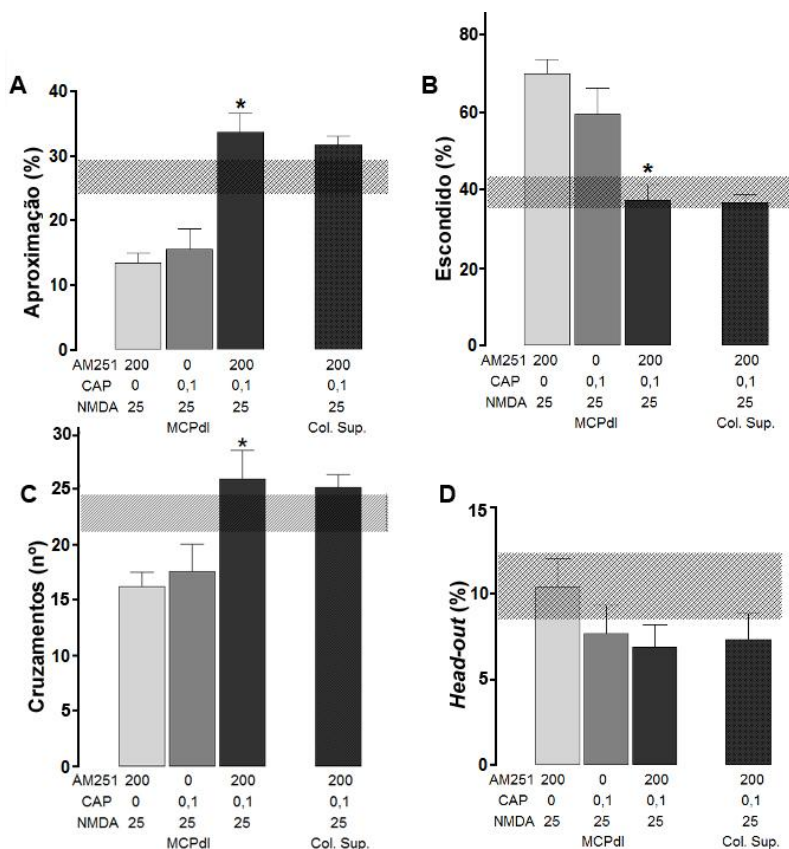 A
Aproximação (%)
40
30
20
10
0
*
AM251 200 0 200 200
CAP 0 0,1 0,1 0,1
NMDA 25 25 25 25
MCPdl Col. Sup.
B
Escondido (%)
80
60
40
20
0
*
AM251 200 0 200 200
CAP 0 0,1 0,1 0,1
NMDA 25 25 25 25
MCPdl Col. Sup.
C
Cruzamentos (nº)
30
25
20
15
10
5
0
*
AM251 200 0 200 200
CAP 0 0,1 0,1 0,1
NMDA 25 25 25 25
MCPdl Col. Sup.
D
Head-out (%)
15
10
5
0
AM251 200 0 200 200
CAP 0 0,1 0,1 0,1
NMDA 25 25 25 25
MCPdl Col. Sup.